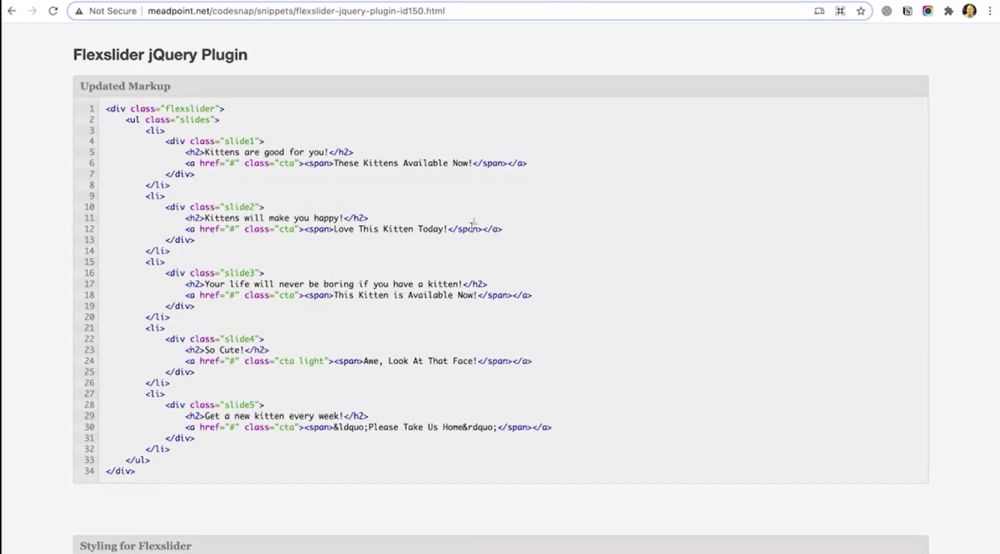 Not Secure | meadpoint.net/codesnap/snippets/flexslider-jquery-plugin-id150.html
Flexslider jQuery Plugin
Updated Markup
1 <div class="flexslider">
2 <ul class="slides">
3 <li>
4 <div class="slide1">
5 <h2>Kittens are good for you!</h2>
6 <a href="#" class="cta"><span>These Kittens Available Now!</span></a>
7 </div>
8 </li>
9 <li>
10 <div class="slide2">
11 <h2>Kittens will make you happy!</h2>
12 <a href="#" class="cta"><span>Love This Kitten Today!</span></a>
13 </div>
14 </li>
15 <li>
16 <div class="slide3">
17 <h2>Your life will never be boring if you have a kitten!</h2>
18 <a href="#" class="cta"><span>This Kitten is Available Now!</span></a>
19 </div>
20 </li>
21 <li>
22 <div class="slide4">
23 <h2>So Cute!</h2>
24 <a href="#" class="cta light"><span>Awe, Look At That Face!</span></a>
25 </div>
26 </li>
27 <li>
28 <div class="slide5">
29 <h2>Get a new kitten every week!</h2>
30 <a href="#" class="cta"><span>&ldquo;Please Take Us Home&rdquo;</span></a>
31 </div>
32 </li>
33 </ul>
34 </div>
Styling for Flexslider